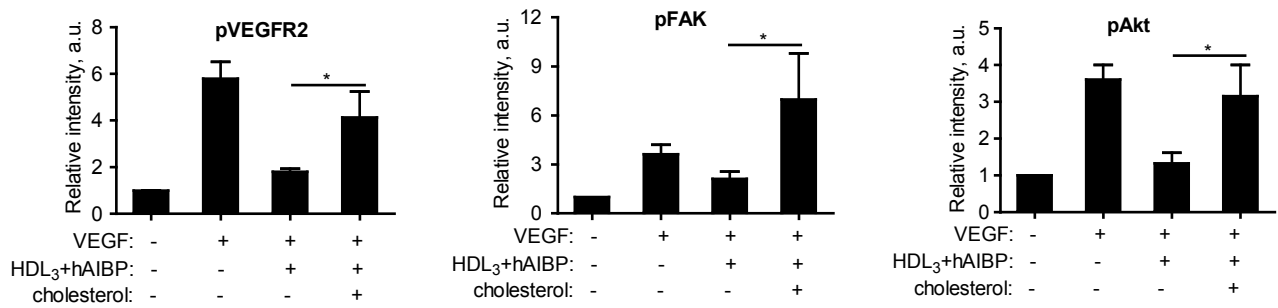 pVEGFR2
Relative intensity, a.u.
8
6
4
2
0
*
VEGF: - + + +
HDL3+hAIBP: - - + +
cholesterol: - - - +
pFAK
Relative intensity, a.u.
12
9
6
3
0
*
VEGF: - + + +
HDL3+hAIBP: - - + +
cholesterol: - - - +
pAkt
Relative intensity, a.u.
5
4
3
2
1
0
*
VEGF: - + + +
HDL3+hAIBP: - - + +
cholesterol: - - - +